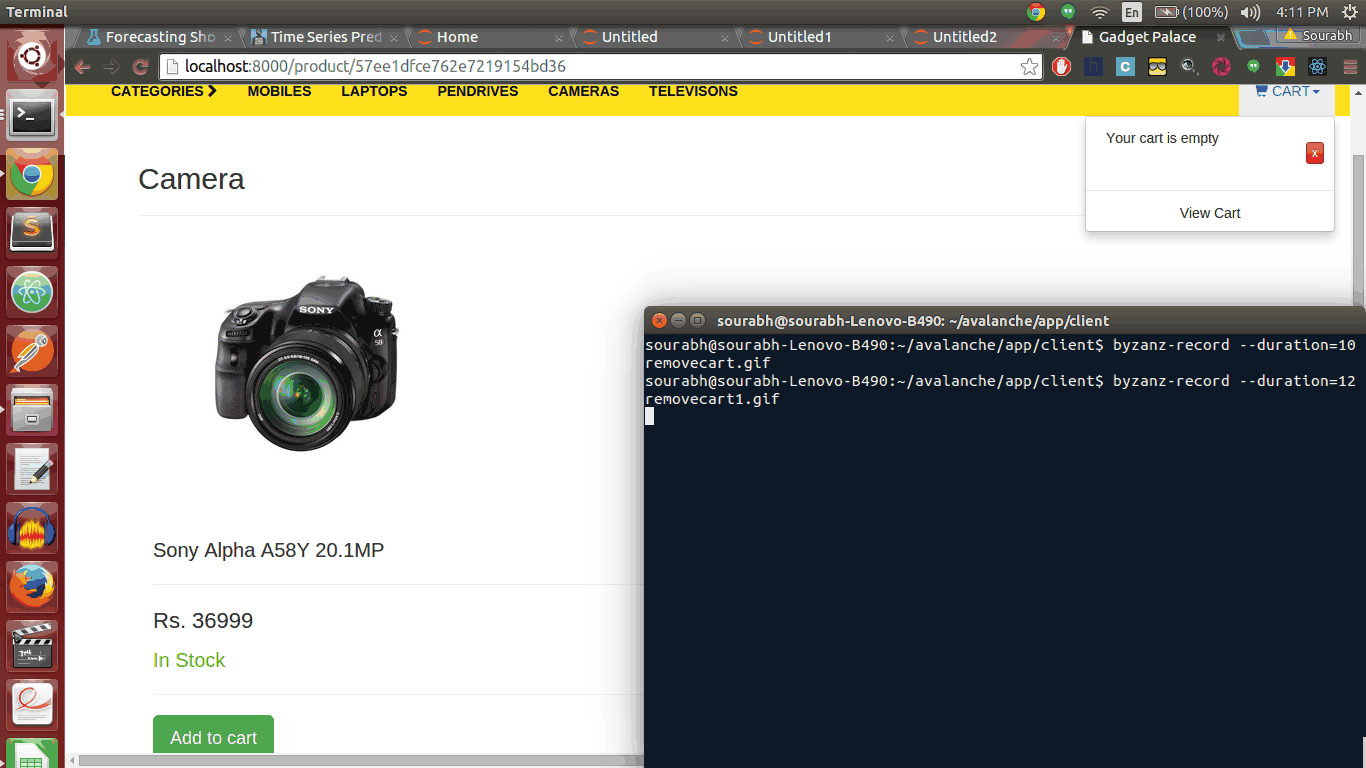 Terminal
En
(100%)
4:11 PM
Forecasting Sho
Time Series Pred
Home
Untitled
Untitled1
Untitled2
Gadget Palace
Sourabh
localhost:8000/product/57ee1dfce762e7219154bd36
CATEGORIES
MOBILES
LAPTOPS
PENDRIVES
CAMERAS
TELEVISONS
CART
Your cart is empty
x
View Cart
Camera
SONY
α
58
Sony Alpha A58Y 20.1MP
Rs. 36999
In Stock
Add to cart
sourabh@sourabh-Lenovo-B490: ~/avalanche/app/client
sourabh@sourabh-Lenovo-B490:~/avalanche/app/client$ byzanz-record --duration=10
removecart.gif
sourabh@sourabh-Lenovo-B490:~/avalanche/app/client$ byzanz-record --duration=12
removecart1.gif